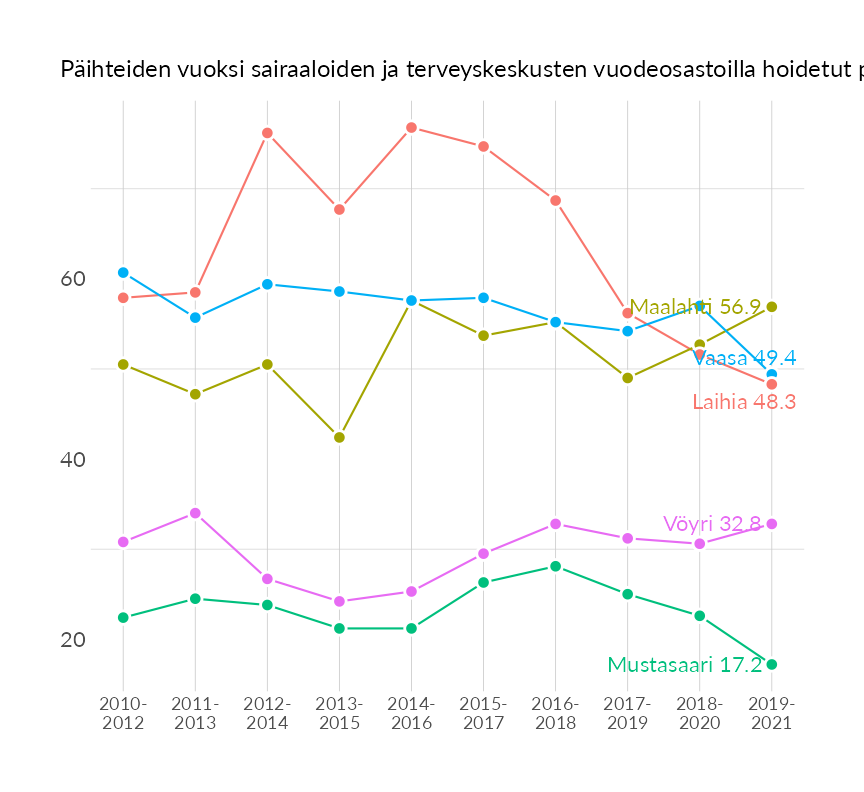 Päihteiden vuoksi sairaaloiden ja terveyskeskusten vuodeosastoilla hoidetut
60
40
20
Maalahti 56.9
Vaasa 49.4
Laihia 48.3
Vöyri 32.8
Mustasaari 17.2
2010- 2011- 2012- 2013- 2014- 2015- 2016- 2017- 2018- 2019-
2012 2013 2014 2015 2016 2017 2018 2019 2020 2021